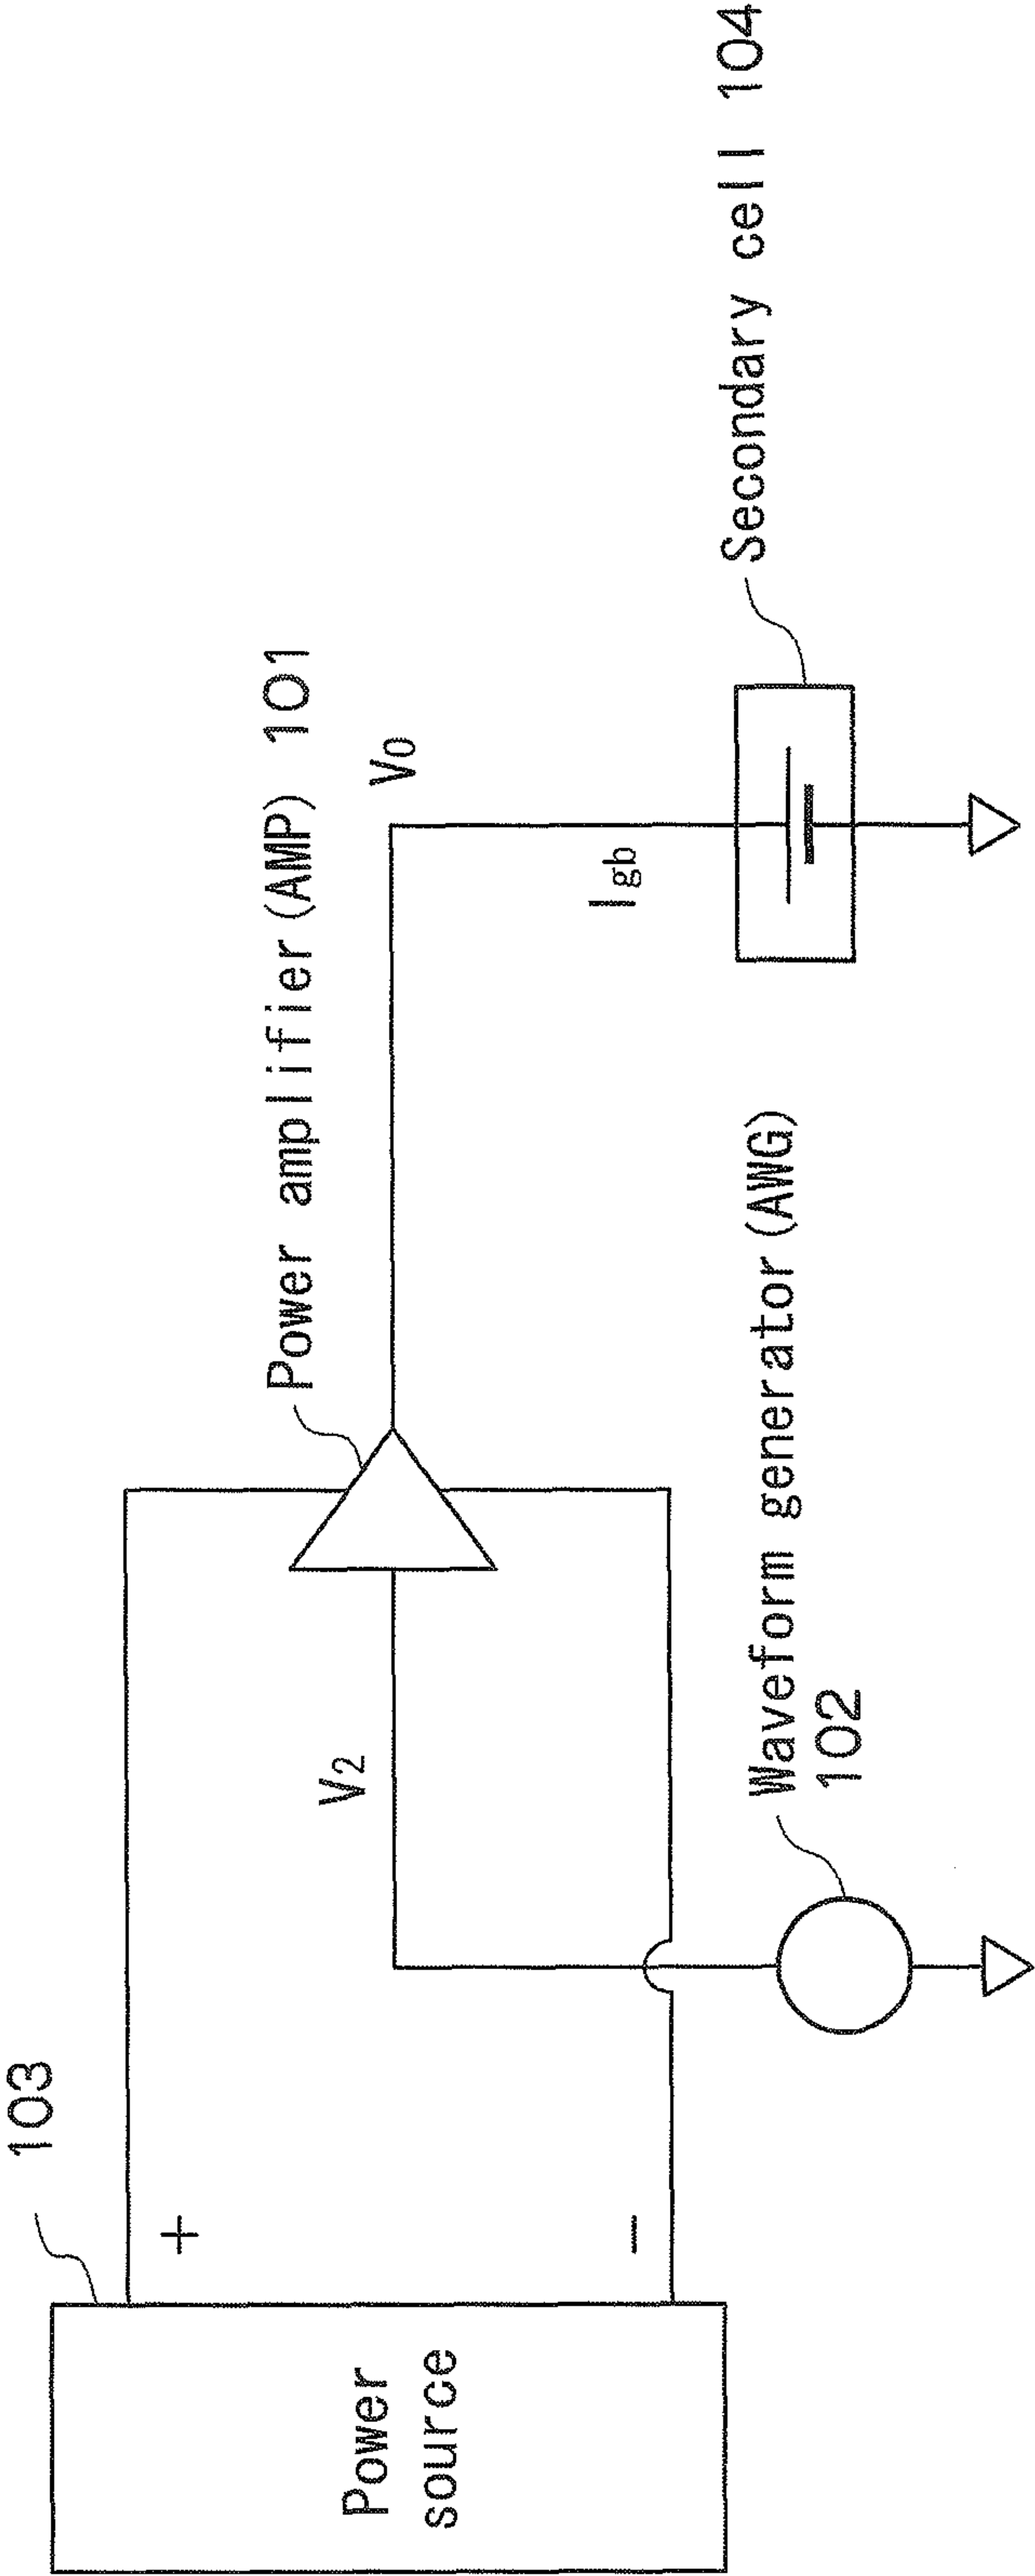 103
Power
source
+
−
V2
Power amplifier (AMP) 101
V0
Igb
Waveform generator (AWG)
102
Secondary cell 104